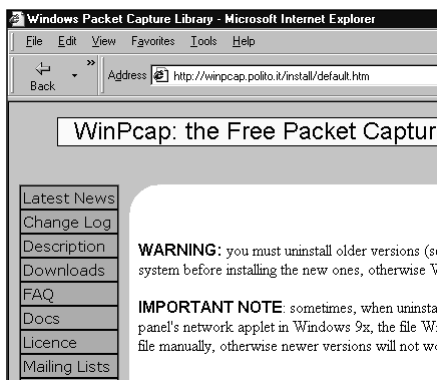 Windows Packet Capture Library - Microsoft Internet Explorer
File Edit View Favorites Tools Help
Back » Address http://winpcap.polito.it/install/default.htm
WinPcap: the Free Packet Captur
Latest News
Change Log
Description
Downloads
FAQ
Docs
Licence
Mailing Lists
WARNING: you must uninstall older versions (se
system before installing the new ones, otherwise W
IMPORTANT NOTE: sometimes, when uninsta
panel's network applet in Windows 9x, the file Wi
file manually, otherwise newer versions will not wo